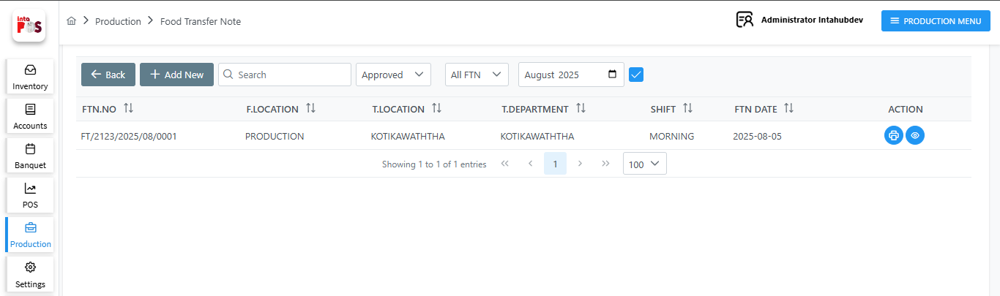 Inta
POS
Production
Food Transfer Note
Administrator Intahubdev
PRODUCTION MENU
Inventory
Accounts
Banquet
POS
Production
Settings
Back
Add New
Search
Approved
All FTN
August 2025
FTN.NO
F.LOCATION
T.LOCATION
T.DEPARTMENT
SHIFT
FTN DATE
ACTION
FT/2123/2025/08/0001
PRODUCTION
KOTIKAWATHTHA
KOTIKAWATHTHA
MORNING
2025-08-05
Showing 1 to 1 of 1 entries
1
100